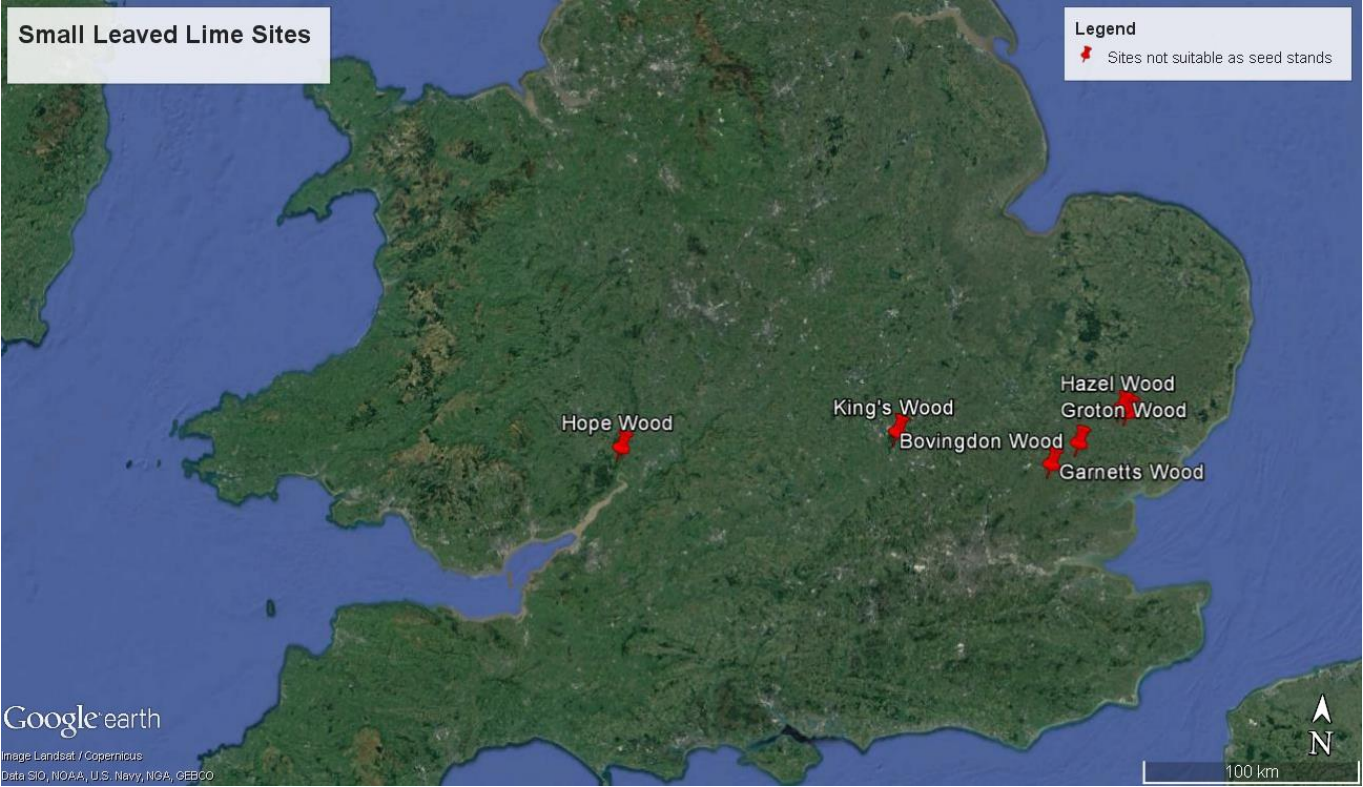 Small Leaved Lime Sites
Legend
Sites not suitable as seed stands
Hazel Wood
King's Wood
Groton Wood
Hope Wood
Bovingdon Wood
Garnetts Wood
Google earth
Image Landsat / Copernicus
Data SIO, NOAA, U.S. Navy, NGA, GEBCO
N
100 km